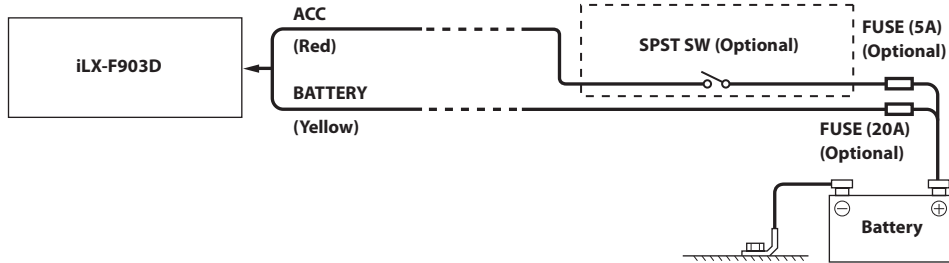 ACC
(Red)
iLX-F903D
SPST SW (Optional)
FUSE (5A)
(Optional)
BATTERY
(Yellow)
FUSE (20A)
(Optional)
Battery